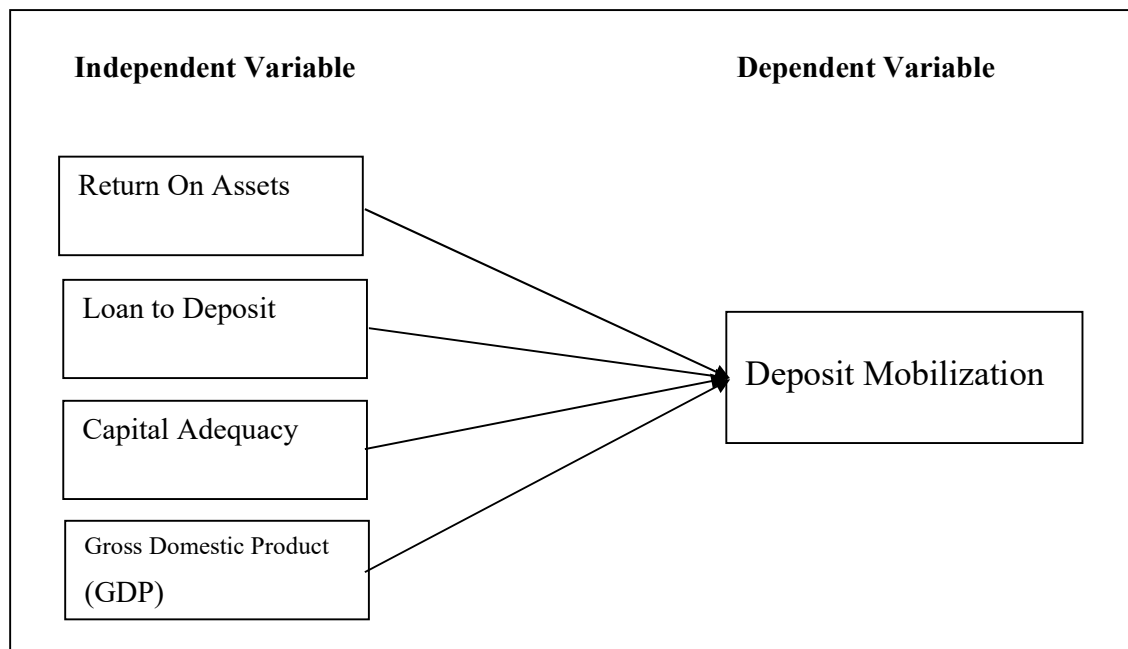 Independent Variable
Dependent Variable
Return On Assets
Loan to Deposit
Capital Adequacy
Gross Domestic Product
(GDP)
Deposit Mobilization